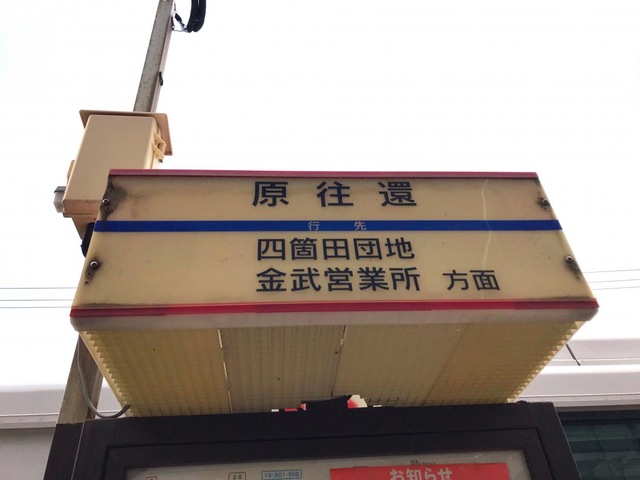 原往還
行先
四箇田団地
金武営業所 方面
お知らせ